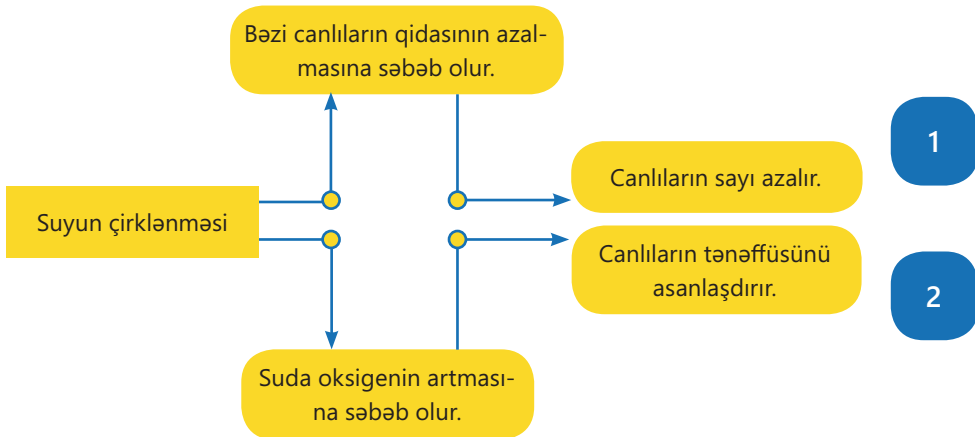 Bəzi canlıların qidasının azal-
masına səbəb olur.
Suyun çirklənməsi
Canlıların sayı azalır.
1
Canlıların tənəffüsünü
asanlaşdırır.
2
Suda oksigenin artması-
na səbəb olur.